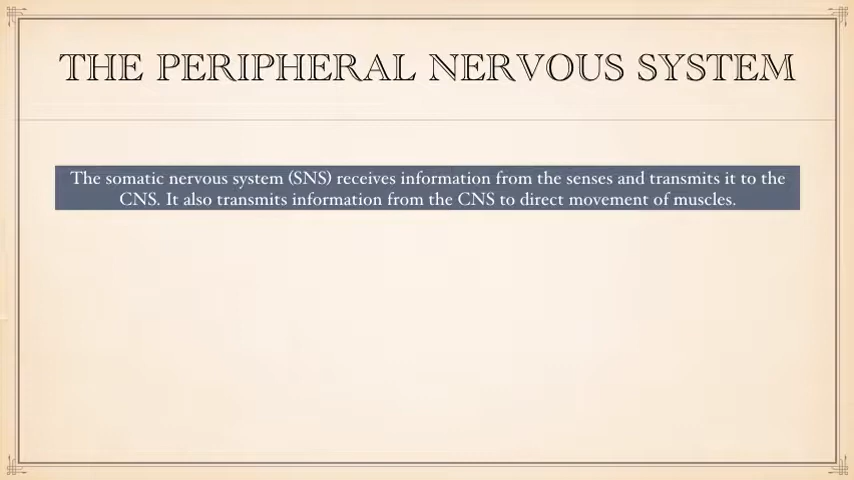 THE PERIPHERAL NERVOUS SYSTEM
The somatic nervous system (SNS) receives information from the senses and transmits it to the
CNS. It also transmits information from the CNS to direct movement of muscles.